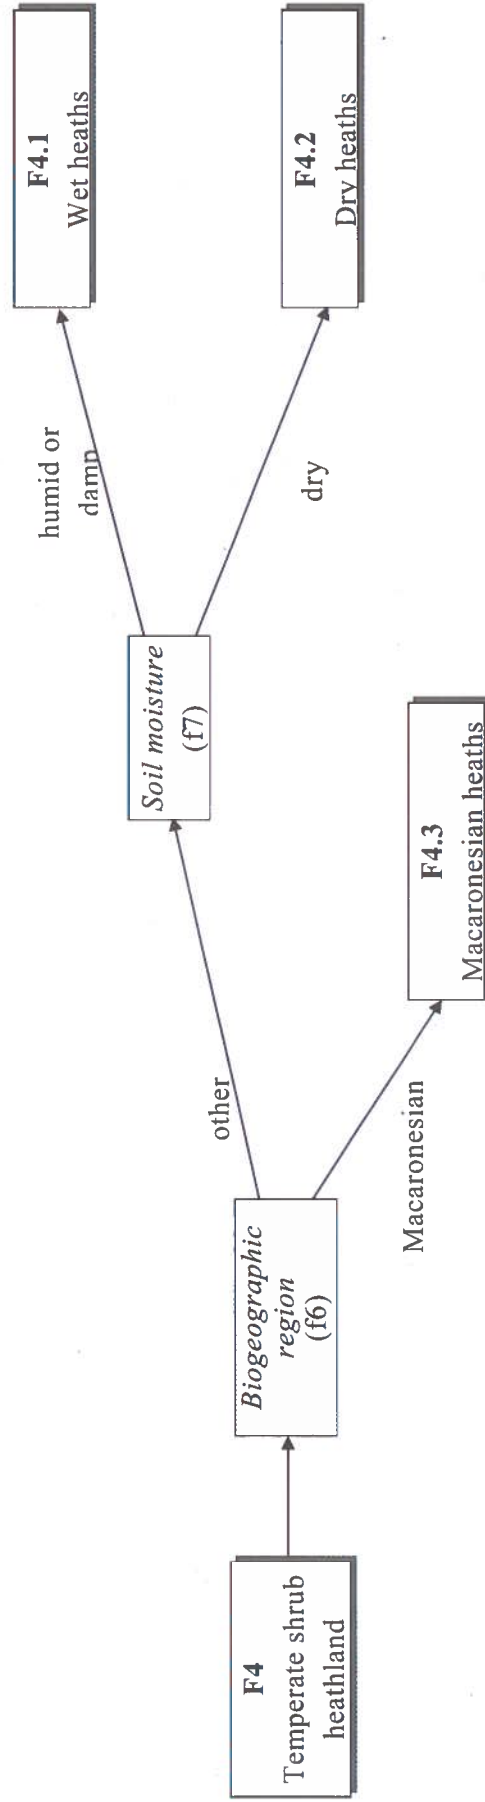 F4
Temperate shrub
heathland
Biogeographic
region
(f6)
other
Macaronesian
Soil moisture
(f7)
F4.3
Macaronesian heaths
humid or
damp
dry
F4.1
Wet heaths
F4.2
Dry heaths